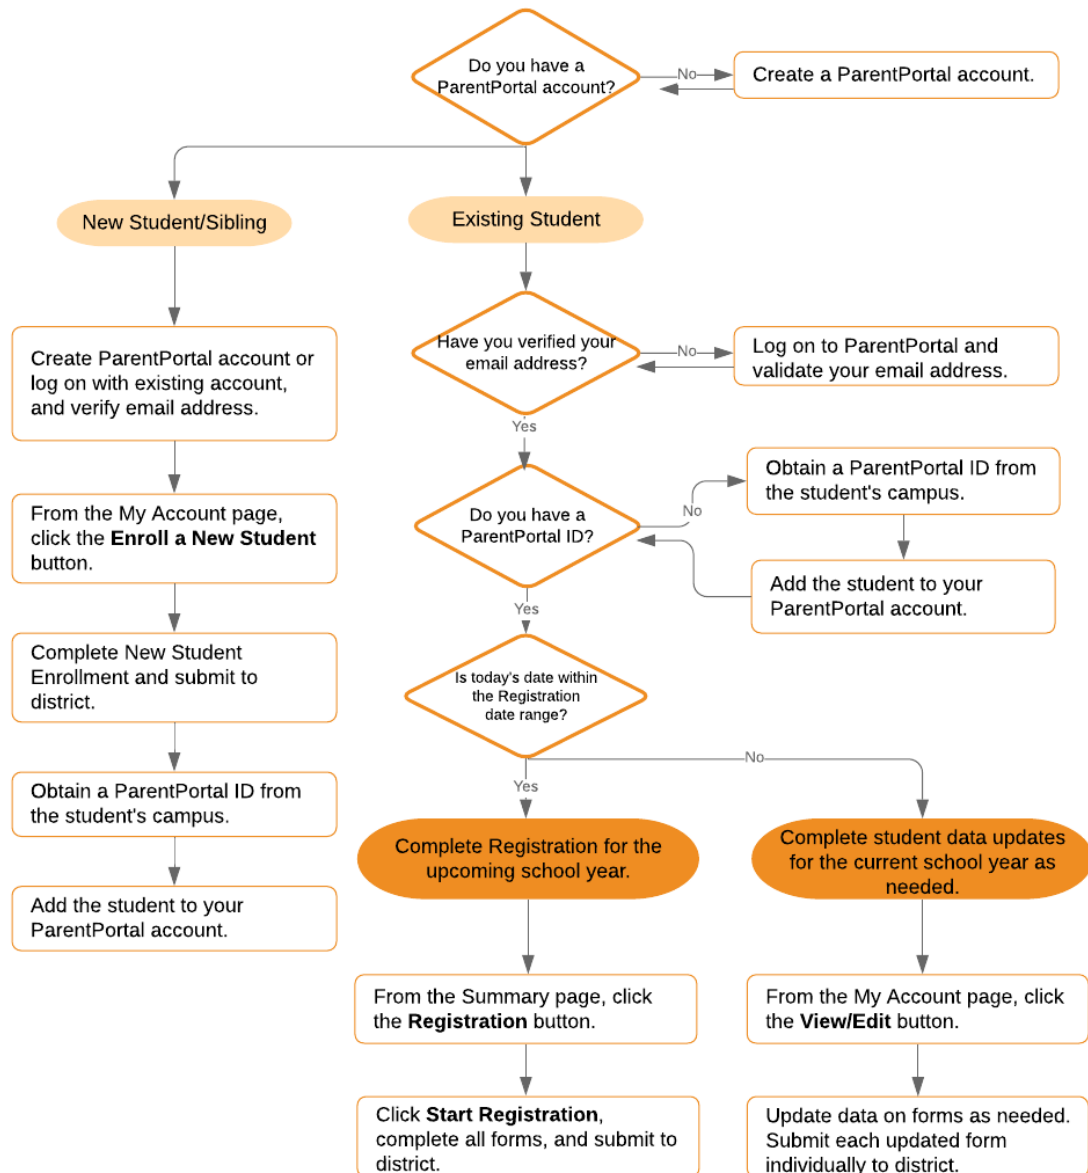 Do you have a
ParentPortal account?
No
Create a ParentPortal account.
New Student/Sibling
Existing Student
Create ParentPortal account or
log on with existing account,
and verify email address.
Have you verified your
email address?
No
Log on to ParentPortal and
validate your email address.
Yes
From the My Account page,
click the Enroll a New Student
button.
Do you have a
ParentPortal ID?
No
Obtain a ParentPortal ID from
the student's campus.
Add the student to your
ParentPortal account.
Yes
Complete New Student
Enrollment and submit to
district.
Is today's date within
the Registration
date range?
Yes
No
Obtain a ParentPortal ID from
the student's campus.
Complete Registration for the
upcoming school year.
Complete student data updates
for the current school year as
needed.
Add the student to your
ParentPortal account.
From the Summary page, click
the Registration button.
From the My Account page, click
the View/Edit button.
Click Start Registration,
complete all forms, and submit to
district.
Update data on forms as needed.
Submit each updated form
individually to district.